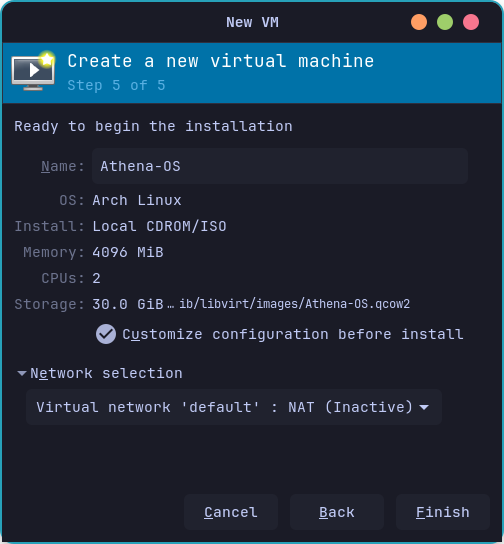 New VM
Create a new virtual machine
Step 5 of 5
Ready to begin the installation
Name: Athena-OS
OS: Arch Linux
Install: Local CDROM/ISO
Memory: 4096 MiB
CPUs: 2
Storage: 30.0 GiB … ib/libvirt/images/Athena-OS.qcow2
Customize configuration before install
Network selection
Virtual network 'default' : NAT (Inactive)
Cancel Back Finish